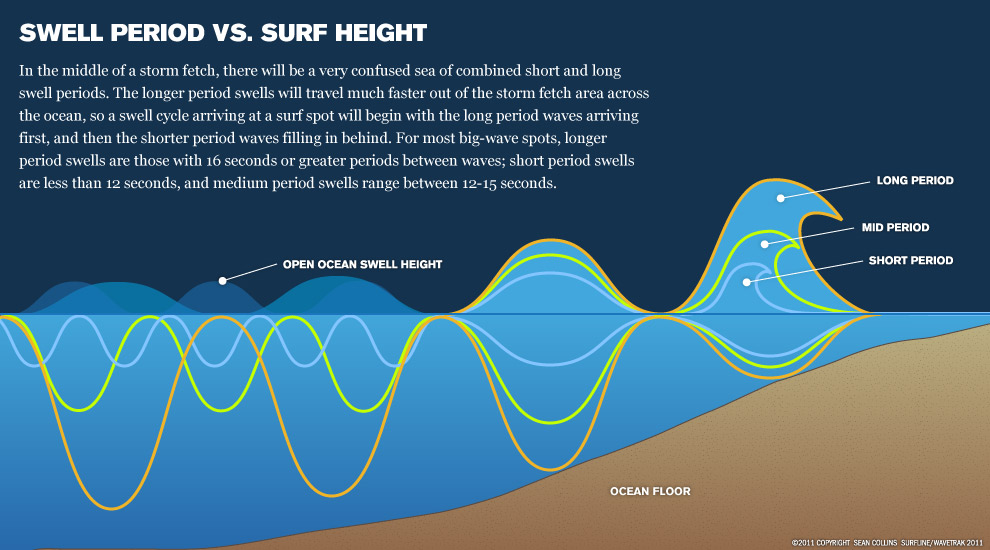 SWELL PERIOD VS. SURF HEIGHT
In the middle of a storm fetch, there will be a very confused sea of combined short and long
swell periods. The longer period swells will travel much faster out of the storm fetch area across
the ocean, so a swell cycle arriving at a surf spot will begin with the long period waves arriving
first, and then the shorter period waves filling in behind. For most big-wave spots, longer
period swells are those with 16 seconds or greater periods between waves; short period swells
are less than 12 seconds, and medium period swells range between 12-15 seconds.
LONG PERIOD
MID PERIOD
SHORT PERIOD
OPEN OCEAN SWELL HEIGHT
OCEAN FLOOR
©2011 COPYRIGHT SEAN COLLINS SURFLINE/WAVETRAK 2011